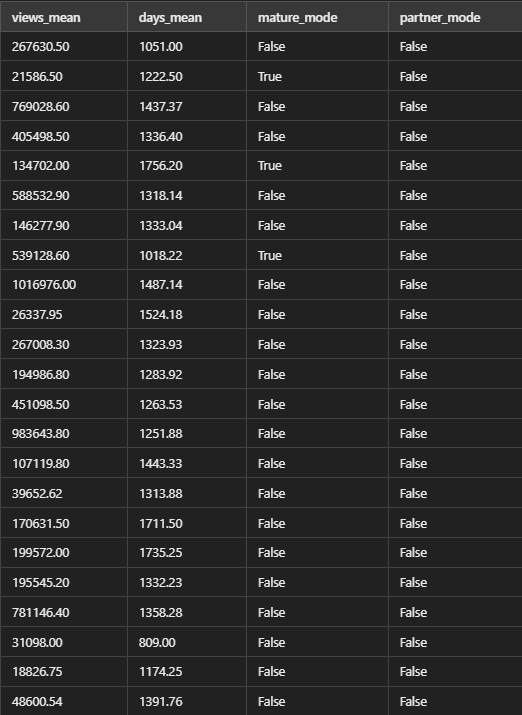 views_mean days_mean mature_mode partner_mode
267630.50 1051.00 False False
21586.50 1222.50 True False
769028.60 1437.37 False False
405498.50 1336.40 False False
134702.00 1756.20 True False
588532.90 1318.14 False False
146277.90 1333.04 False False
539128.60 1018.22 True False
1016976.00 1487.14 False False
26337.95 1524.18 False False
267008.30 1323.93 False False
194986.80 1283.92 False False
451098.50 1263.53 False False
983643.80 1251.88 False False
107119.80 1443.33 False False
39652.62 1313.88 False False
170631.50 1711.50 False False
199572.00 1735.25 False False
195545.20 1332.23 False False
781146.40 1358.28 False False
31098.00 809.00 False False
18826.75 1174.25 False False
48600.54 1391.76 False False